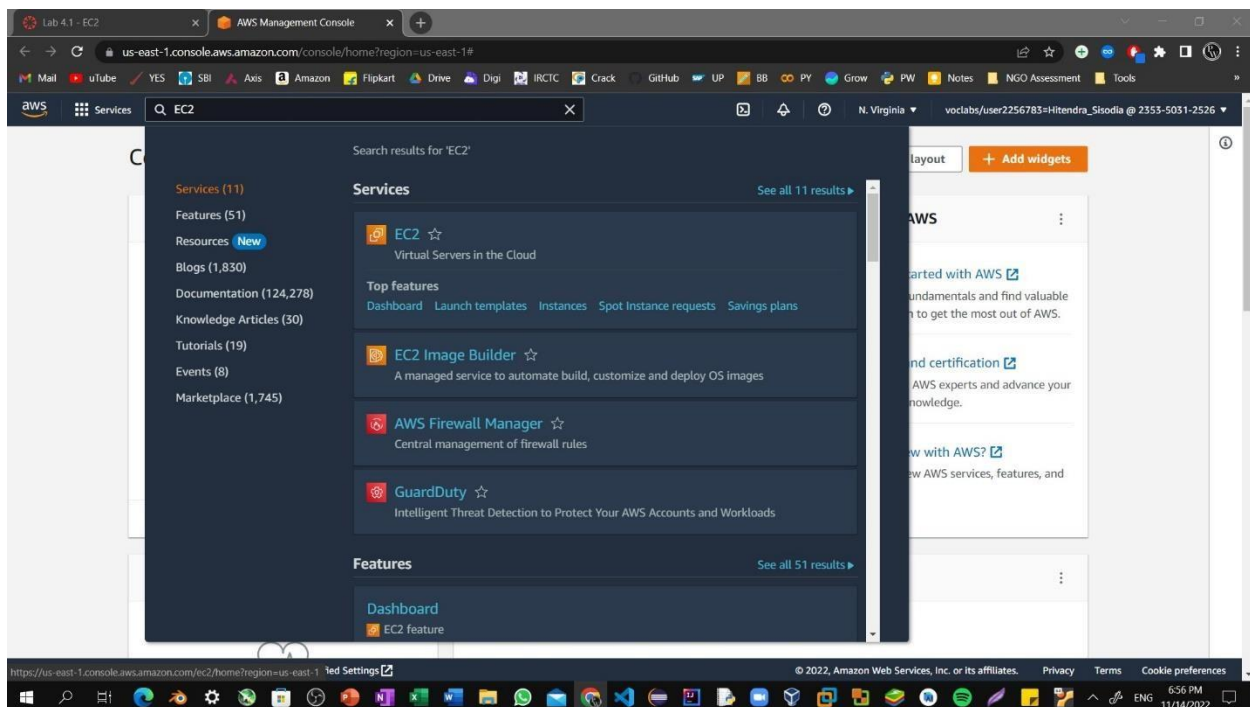 Lab 4.1 - EC2
AWS Management Console
us-east-1.console.aws.amazon.com/console/home?region=us-east-1#
Mail uTube YES SBI Axis Amazon Flipkart Drive Digi IRCTC Crack GitHub UP BB PY Grow PW Notes NGO Assessment Tools »
aws Services EC2 N. Virginia voclabs/user2256783=Hitendra_Sisodia @ 2353-5031-2526
Search results for 'EC2'
layout + Add widgets
Services (11)
Features (51)
Resources New
Blogs (1,830)
Documentation (124,278)
Knowledge Articles (30)
Tutorials (19)
Events (8)
Marketplace (1,745)
Services See all 11 results
EC2
Virtual Servers in the Cloud
Top features
Dashboard Launch templates Instances Spot Instance requests Savings plans
EC2 Image Builder
A managed service to automate build, customize and deploy OS images
AWS Firewall Manager
Central management of firewall rules
GuardDuty
Intelligent Threat Detection to Protect Your AWS Accounts and Workloads
Features See all 51 results
Dashboard
EC2 feature
AWS
arted with AWS
undamentals and find valuable
to get the most out of AWS.
nd certification
AWS experts and advance your
nowledge.
w with AWS?
ew AWS services, features, and
https://us-east-1.console.aws.amazon.com/ec2/home?region=us-east-1 fied Settings © 2022, Amazon Web Services, Inc. or its affiliates. Privacy Terms Cookie preferences
ENG 6:56 PM
11/14/2022